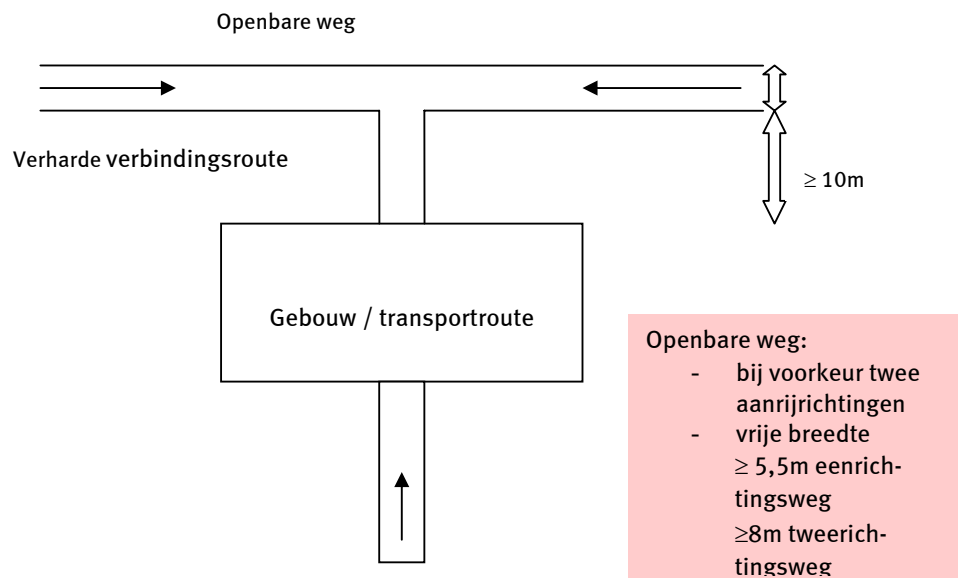 Openbare weg
Verharde verbindingsroute
≥ 10m
Gebouw / transportroute
Openbare weg:
- bij voorkeur twee
aanrijrichtingen
- vrije breedte
≥ 5,5m eenrich-
tingsweg
≥8m tweerich-
tingsweg